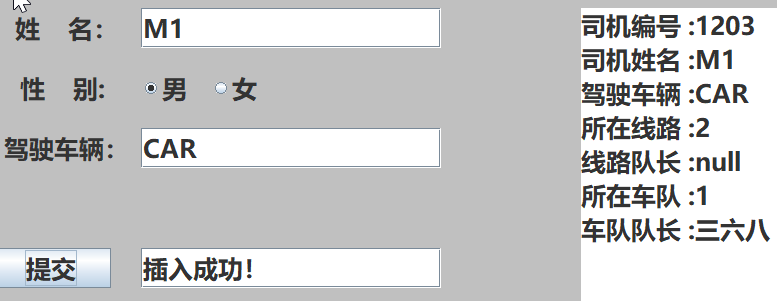 姓 名： M1
性 别: 男 女
驾驶车辆： CAR
提交 插入成功！
司机编号 :1203
司机姓名 :M1
驾驶车辆 :CAR
所在线路 :2
线路队长 :null
所在车队 :1
车队队长 :三六八